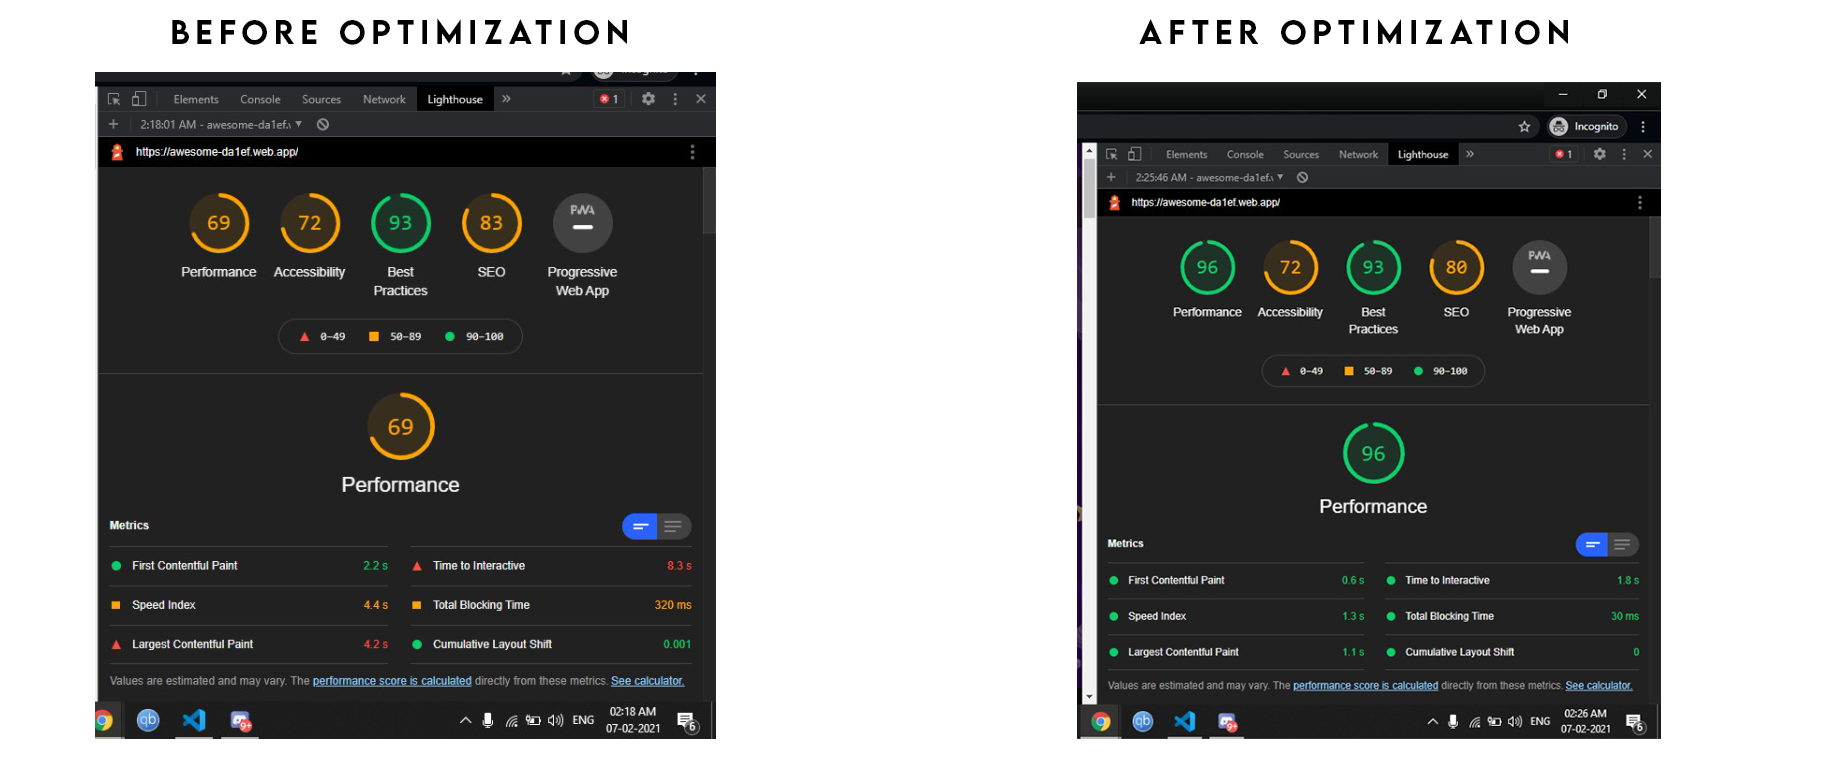 BEFORE OPTIMIZATION
Elements Console Sources Network Lighthouse » 1
+ 2:18:01 AM - awesome-da1ef.
https://awesome-da1ef.web.app/
69 72 93 83 PWA
Performance Accessibility Best Practices SEO Progressive Web App
0–49 50–89 90–100
69
Performance
Metrics
First Contentful Paint 2.2 s Time to Interactive 8.3 s
Speed Index 4.4 s Total Blocking Time 320 ms
Largest Contentful Paint 4.2 s Cumulative Layout Shift 0.001
Values are estimated and may vary. The performance score is calculated directly from these metrics. See calculator.
qb 9+ ENG 02:18 AM 6
07-02-2021
AFTER OPTIMIZATION
Incognito
Elements Console Sources Network Lighthouse » 1
+ 2:25:46 AM - awesome-da1ef.
https://awesome-da1ef.web.app/
96 72 93 80 PWA
Performance Accessibility Best Practices SEO Progressive Web App
0–49 50–89 90–100
96
Performance
Metrics
First Contentful Paint 0.6 s Time to Interactive 1.8 s
Speed Index 1.3 s Total Blocking Time 30 ms
Largest Contentful Paint 1.1 s Cumulative Layout Shift 0
Values are estimated and may vary. The performance score is calculated directly from these metrics. See calculator.
qb 9+ ENG 02:26 AM 6
07-02-2021